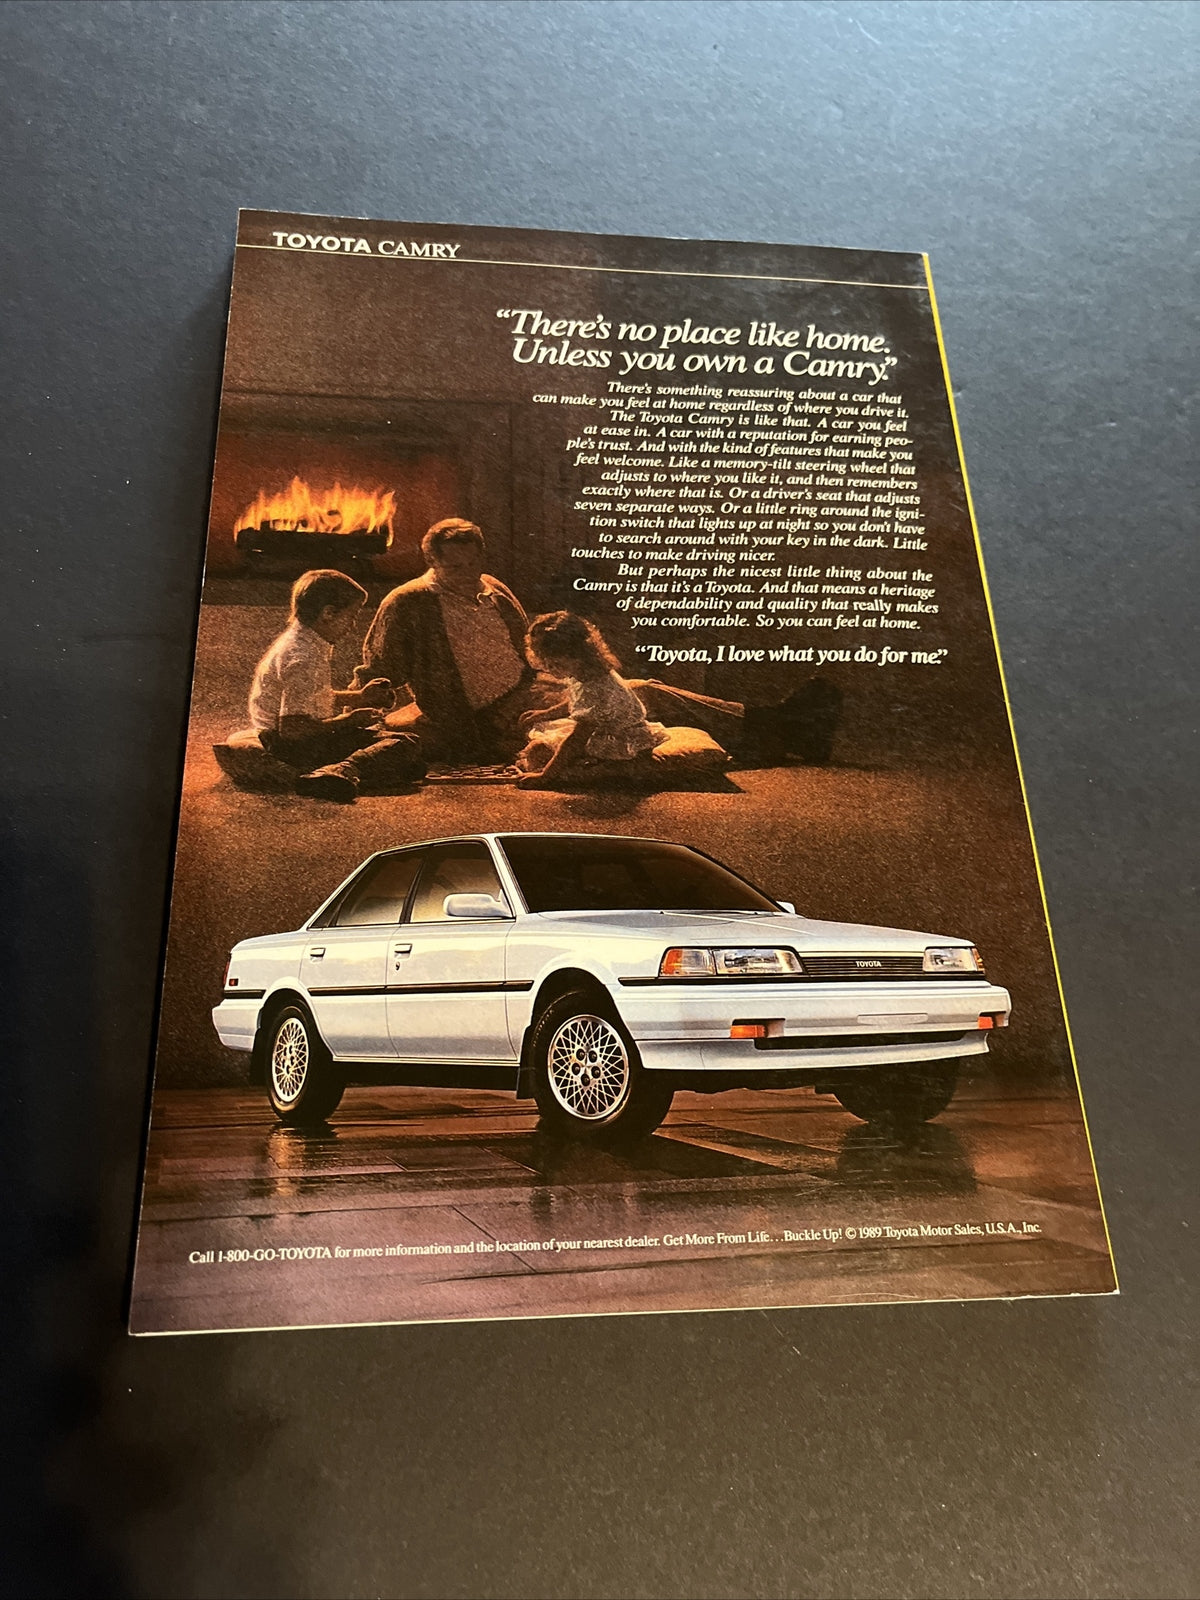 TOYOTA CAMRY
“There's no place like home.
Unless you own a Camry.”
There's something reassuring about a car that
can make you feel at home regardless of where you drive it.
The Toyota Camry is like that. A car you feel
at ease in. A car with a reputation for earning peo-
ple's trust. And with the kind of features that make you
feel welcome. Like a memory-tilt steering wheel that
adjusts to where you like it, and then remembers
exactly where that is. Or a driver's seat that adjusts
seven separate ways. Or a little ring around the igni-
tion switch that lights up at night so you don't have
to search around with your key in the dark. Little
touches to make driving nicer.
But perhaps the nicest little thing about the
Camry is that it's a Toyota. And that means a heritage
of dependability and quality that really makes
you comfortable. So you can feel at home.
“Toyota, I love what you do for me.”
TOYOTA
Call 1-800-GO-TOYOTA for more information and the location of your nearest dealer. Get More From Life...Buckle Up! © 1989 Toyota Motor Sales, U.S.A., Inc.